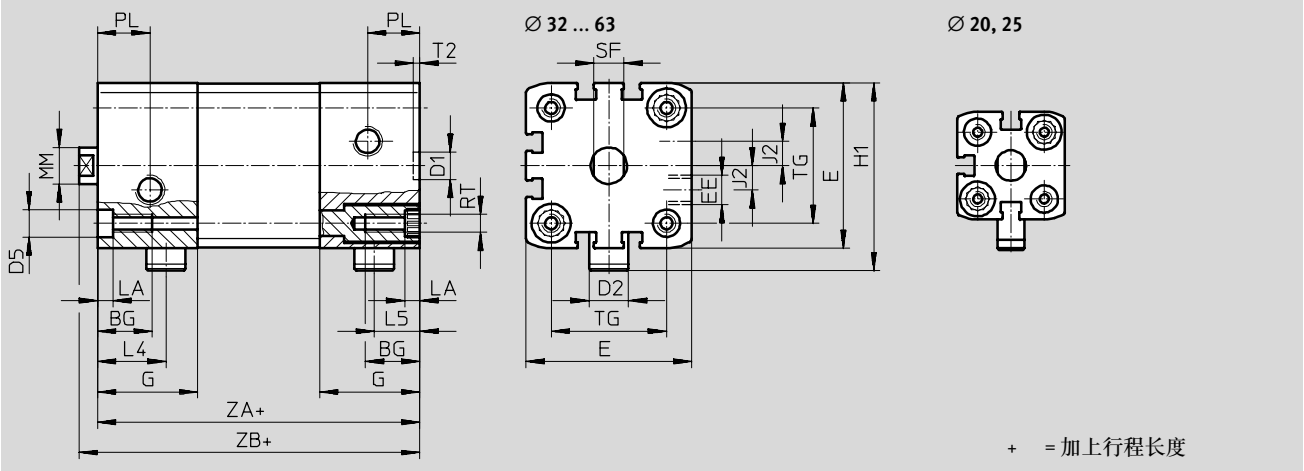 PL
PL
T2
MM
D1
RT
D5
LA
LA
BG
L5
L4
BG
G
G
ZA+
ZB+
∅ 32 ... 63
SF
J2
J2
EE
TG
E
H1
D2
TG
E
∅ 20, 25
+ = 加上行程长度